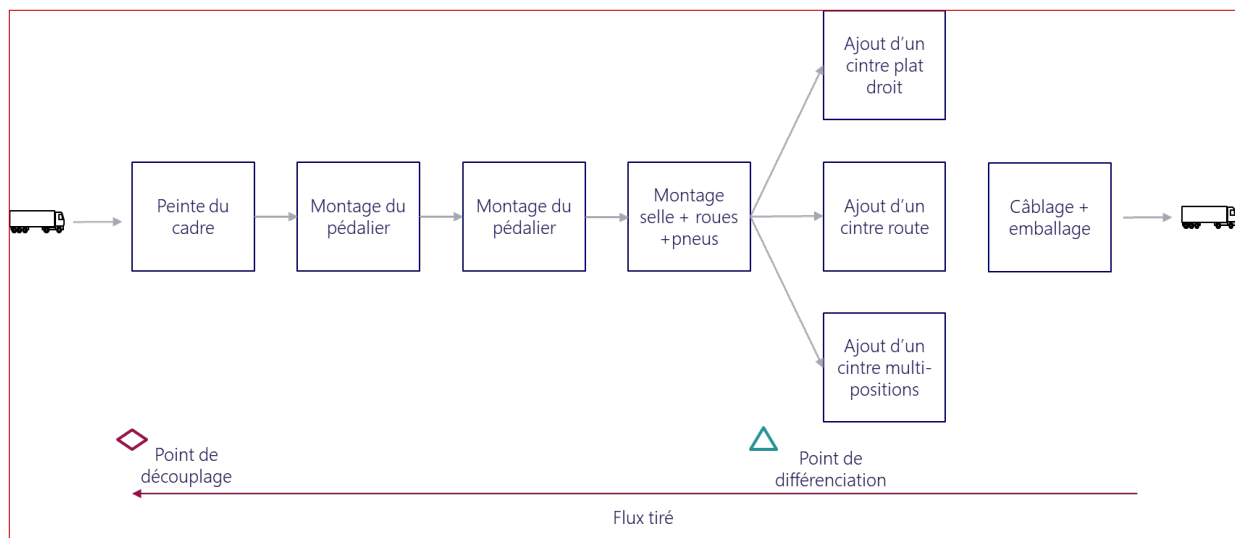 Ajout d'un
cintre plat
droit
Peinte du
cadre
Montage du
pédalier
Montage du
pédalier
Montage
selle + roues
+pneus
Ajout d'un
cintre route
Câblage +
emballage
Ajout d'un
cintre multi-
positions
Point de
découplage
Point de
différenciation
Flux tiré